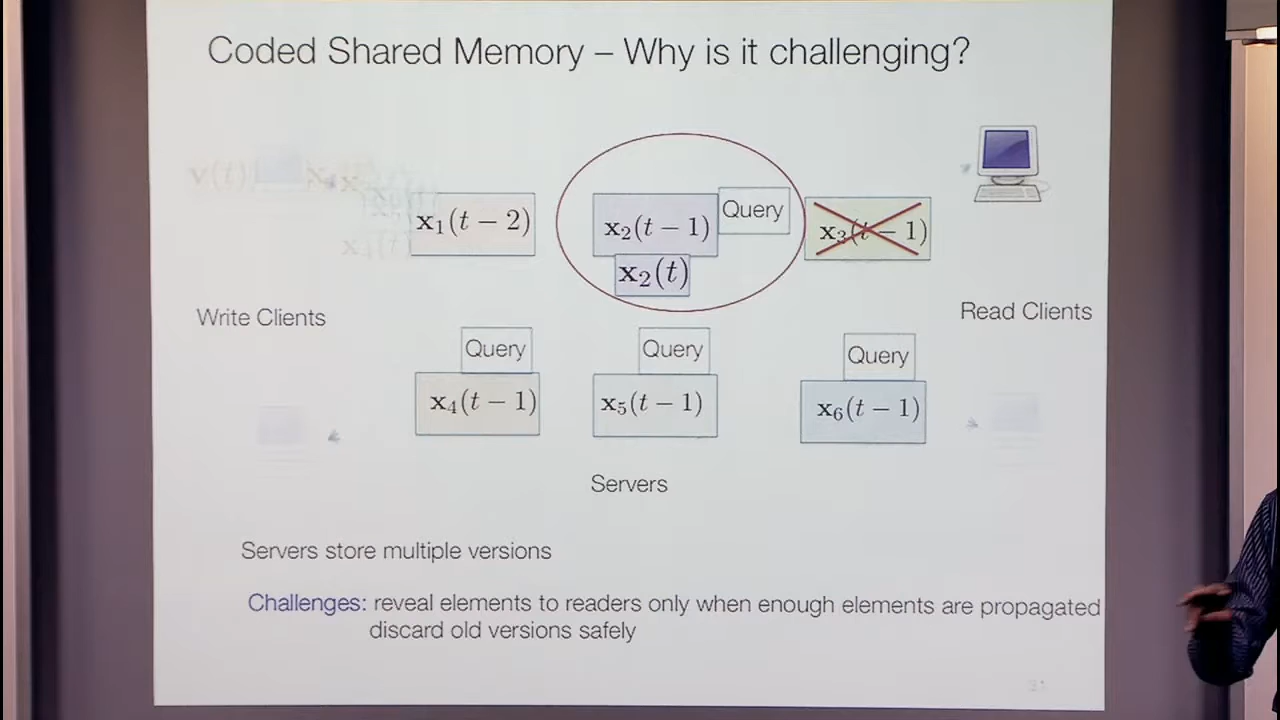 Coded Shared Memory – Why is it challenging?
v(t)
x₁(t − 2)
x₂(t − 1)
Query
x₃(t − 1)
x₂(t)
Write Clients
Read Clients
Query
Query
Query
x₄(t − 1)
x₅(t − 1)
x₆(t − 1)
Servers
Servers store multiple versions
Challenges: reveal elements to readers only when enough elements are propagated
discard old versions safely